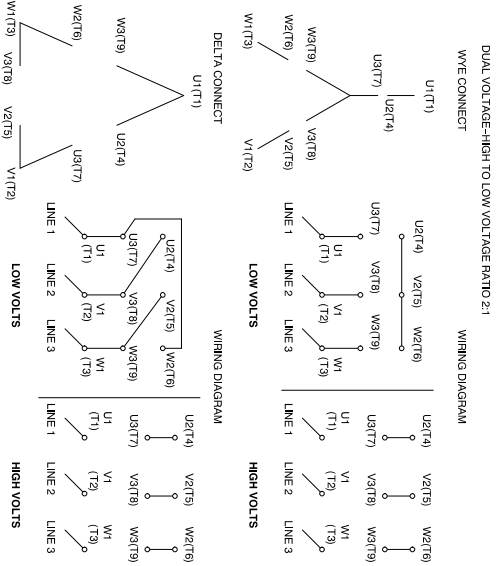 DUAL VOLTAGE–HIGH TO LOW VOLTAGE RATIO 2:1
WYE CONNECT
U1(T1)
U2(T4)
U3(T7)
W3(T9) V3(T8)
W2(T6) V2(T5)
W1(T3) V1(T2)
WIRING DIAGRAM
U2(T4) V2(T5) W2(T6)
U3(T7) V3(T8) W3(T9)
U1 V1 W1
(T1) (T2) (T3)
LINE 1 LINE 2 LINE 3
LOW VOLTS
U2(T4) V2(T5) W2(T6)
U3(T7) V3(T8) W3(T9)
U1 V1 W1
(T1) (T2) (T3)
LINE 1 LINE 2 LINE 3
HIGH VOLTS
DELTA CONNECT
U1(T1)
W3(T9) U2(T4)
W2(T6) U3(T7)
W1(T3) V3(T8) V2(T5) V1(T2)
WIRING DIAGRAM
U2(T4) V2(T5) W2(T6)
U3(T7) V3(T8) W3(T9)
U1 V1 W1
(T1) (T2) (T3)
LINE 1 LINE 2 LINE 3
LOW VOLTS
U2(T4) V2(T5) W2(T6)
U3(T7) V3(T8) W3(T9)
U1 V1 W1
(T1) (T2) (T3)
LINE 1 LINE 2 LINE 3
HIGH VOLTS